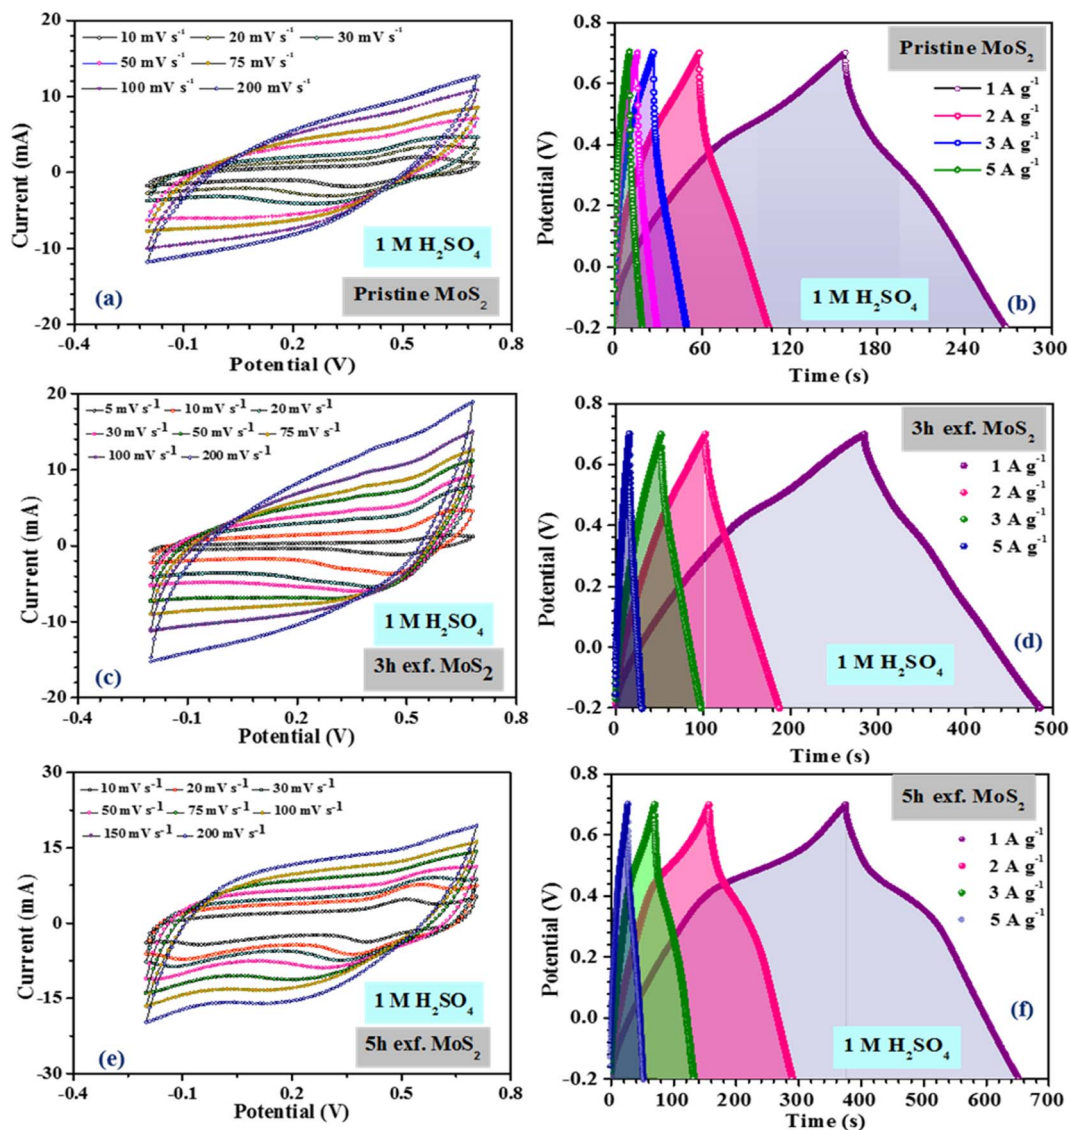 20
10
0
-10
-20
Current (mA)
10 mV s⁻¹ 20 mV s⁻¹ 30 mV s⁻¹
50 mV s⁻¹ 75 mV s⁻¹
100 mV s⁻¹ 200 mV s⁻¹
1 M H₂SO₄
(a)
Pristine MoS₂
-0.4 -0.1 0.2 0.5 0.8
Potential (V)
0.8
0.6
0.4
0.2
0.0
-0.2
Potential (V)
Pristine MoS₂
1 A g⁻¹
2 A g⁻¹
3 A g⁻¹
5 A g⁻¹
1 M H₂SO₄
(b)
0 60 120 180 240 300
Time (s)
20
10
0
-10
-20
Current (mA)
5 mV s⁻¹ 10 mV s⁻¹ 20 mV s⁻¹
30 mV s⁻¹ 50 mV s⁻¹ 75 mV s⁻¹
100 mV s⁻¹ 200 mV s⁻¹
1 M H₂SO₄
(c)
3h exf. MoS2
-0.4 -0.1 0.2 0.5 0.8
Potential (V)
0.8
0.6
0.4
0.2
0.0
-0.2
Potential (V)
3h exf. MoS₂
1 A g⁻¹
2 A g⁻¹
3 A g⁻¹
5 A g⁻¹
(d)
1 M H₂SO₄
0 100 200 300 400 500
Time (s)
30
15
0
-15
-30
Current (mA)
10 mV s⁻¹ 20 mV s⁻¹ 30 mV s⁻¹
50 mV s⁻¹ 75 mV s⁻¹ 100 mV s⁻¹
150 mV s⁻¹ 200 mV s⁻¹
1 M H₂SO₄
(e)
5h exf. MoS₂
-0.4 -0.1 0.2 0.5 0.8
Potential (V)
0.8
0.6
0.4
0.2
0.0
-0.2
Potential (V)
5h exf. MoS₂
1 A g⁻¹
2 A g⁻¹
3 A g⁻¹
5 A g⁻¹
(f)
1 M H₂SO₄
0 100 200 300 400 500 600 700
Time (s)